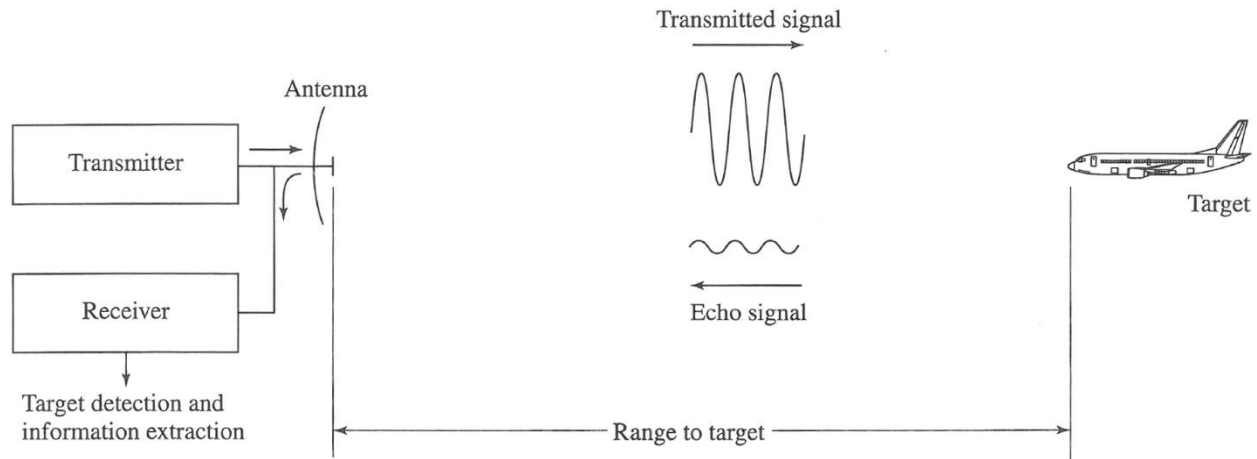 Transmitted signal
Antenna
Transmitter
Target
Receiver
Echo signal
Target detection and
information extraction
Range to target